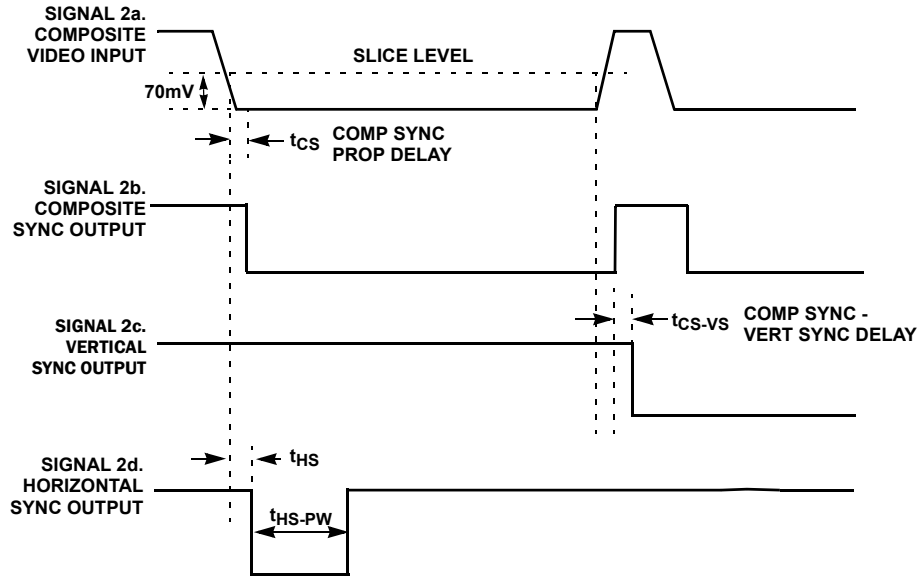 SIGNAL 2a.
COMPOSITE
VIDEO INPUT
SLICE LEVEL
70mV
tCS
COMP SYNC
PROP DELAY
SIGNAL 2b.
COMPOSITE
SYNC OUTPUT
tCS-VS
COMP SYNC -
VERT SYNC DELAY
SIGNAL 2c.
VERTICAL
SYNC OUTPUT
tHS
SIGNAL 2d.
HORIZONTAL
SYNC OUTPUT
tHS-PW